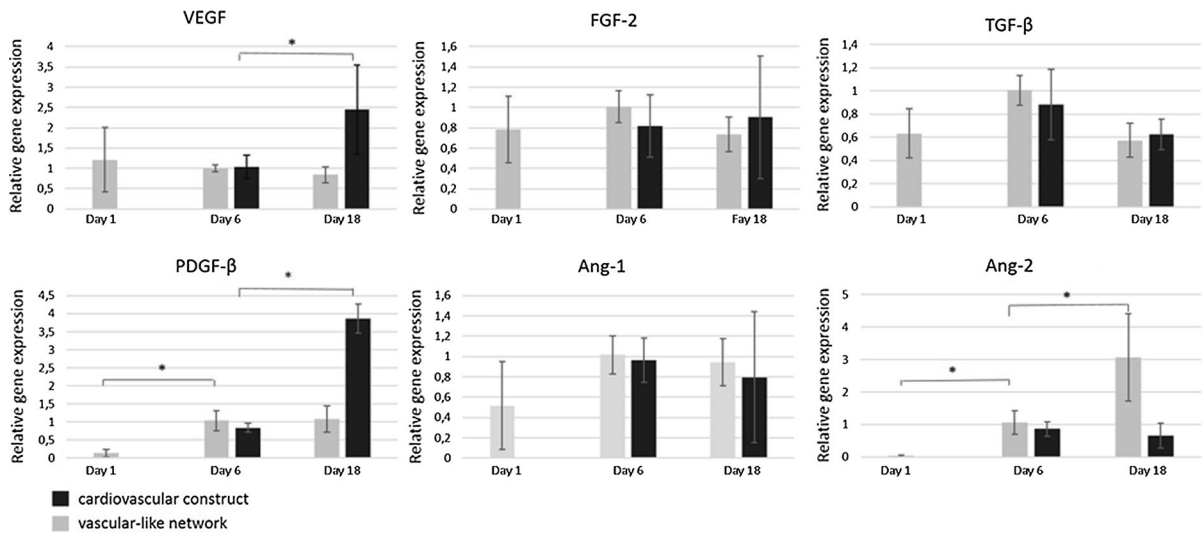 VEGF
Relative gene expression
4
3,5
3
2,5
2
1,5
1
0,5
0
*
Day 1
Day 6
Day 18
FGF-2
Relative gene expression
1,6
1,4
1,2
1
0,8
0,6
0,4
0,2
0
Day 1
Day 6
Fay 18
TGF-β
Relative gene expression
1,4
1,2
1
0,8
0,6
0,4
0,2
0
Day 1
Day 6
Day 18
PDGF-β
Relative gene expression
4,5
4
3,5
3
2,5
2
1,5
1
0,5
0
*
*
Day 1
Day 6
Day 18
Ang-1
Relative gene expression
1,6
1,4
1,2
1
0,8
0,6
0,4
0,2
0
Day 1
Day 6
Day 18
Ang-2
Relative gene expression
5
4
3
2
1
0
*
*
Day 1
Day 6
Day 18
cardiovascular construct
vascular-like network